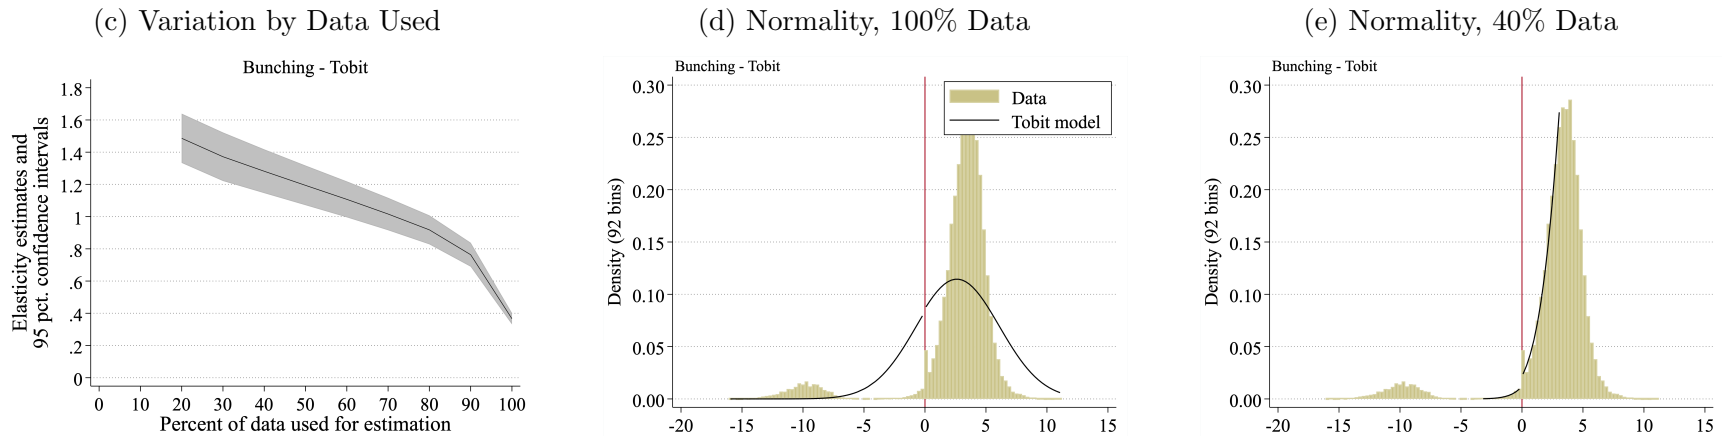 (c) Variation by Data Used
Bunching - Tobit
Elasticity estimates and
95 pct. confidence intervals
1.8
1.6
1.4
1.2
1
.8
.6
.4
.2
0
0 10 20 30 40 50 60 70 80 90 100
Percent of data used for estimation
(d) Normality, 100% Data
Bunching - Tobit
Data
Tobit model
Density (92 bins)
0.30
0.25
0.20
0.15
0.10
0.05
0.00
-20 -15 -10 -5 0 5 10 15
(e) Normality, 40% Data
Bunching - Tobit
Density (92 bins)
0.30
0.25
0.20
0.15
0.10
0.05
0.00
-20 -15 -10 -5 0 5 10 15